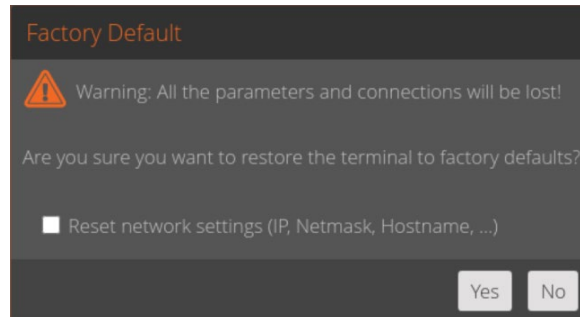 Factory Default
Warning: All the parameters and connections will be lost!
Are you sure you want to restore the terminal to factory defaults?
Reset network settings (IP, Netmask, Hostname, ...)
Yes No